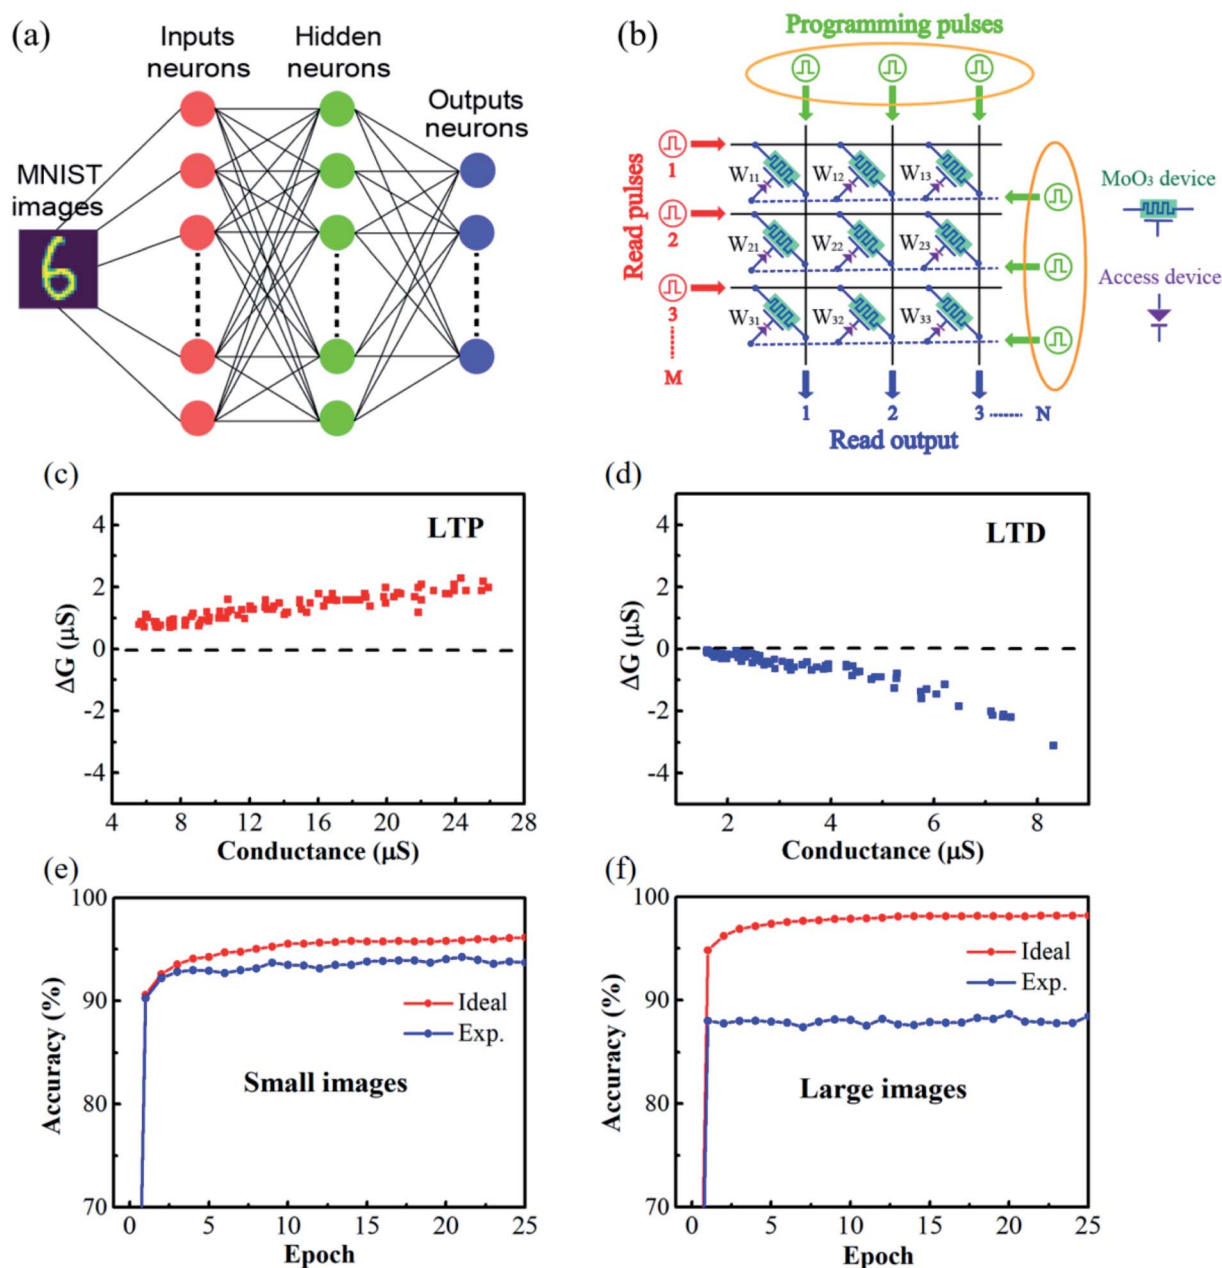 (a)
Inputs
neurons
Hidden
neurons
Outputs
neurons
MNIST
images
(b)
Programming pulses
Read pulses
1
2
3
M
W11 W12 W13
W21 W22 W23
W31 W32 W33
MoO3 device
Access device
1 2 3 N
Read output
(c)
LTP
ΔG (μS)
4
2
0
-2
-4
4 8 12 16 20 24 28
Conductance (μS)
(d)
LTD
ΔG (μS)
4
2
0
-2
-4
2 4 6 8
Conductance (μS)
(e)
Accuracy (%)
100
90
80
70
Ideal
Exp.
Small images
0 5 10 15 20 25
Epoch
(f)
Accuracy (%)
100
90
80
70
Ideal
Exp.
Large images
0 5 10 15 20 25
Epoch